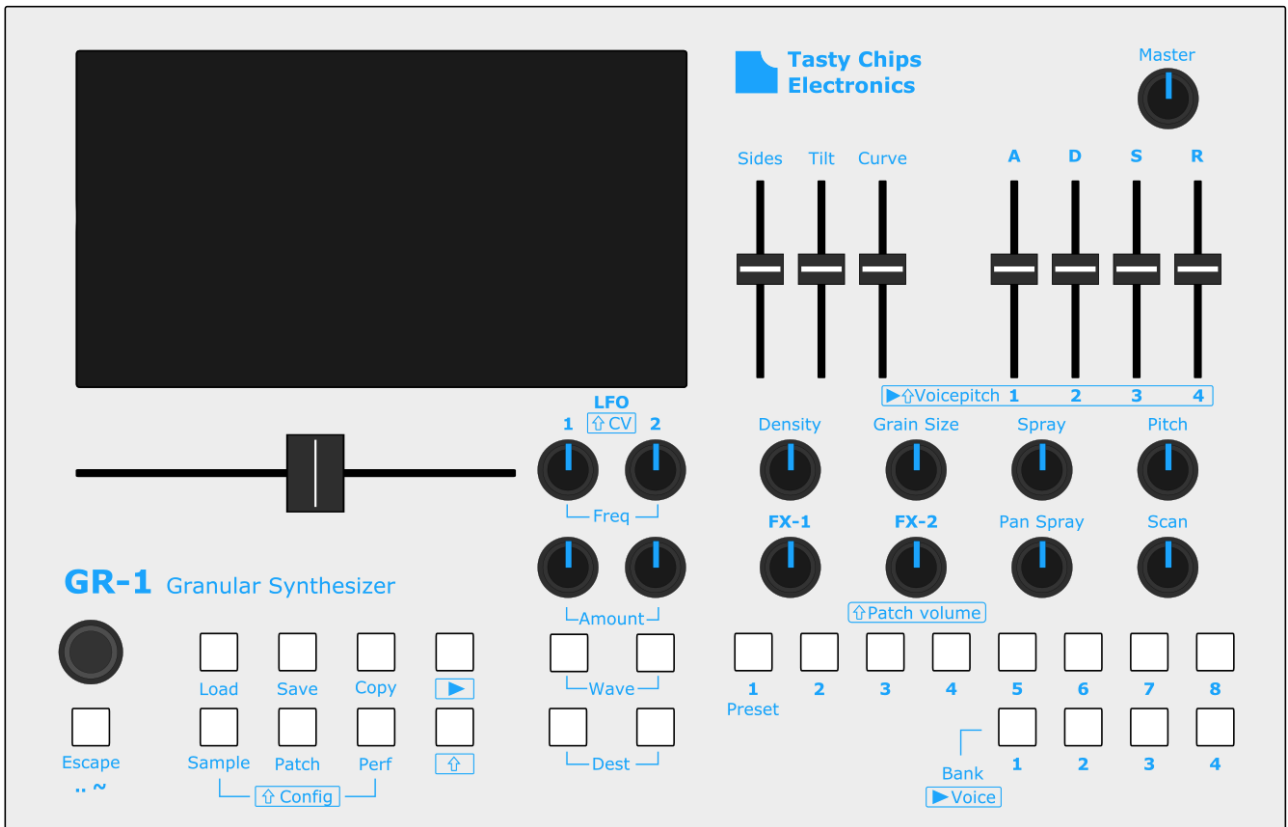 Tasty Chips
Electronics
Master
Sides Tilt Curve
A D S R
▶⇧Voicepitch 1 2 3 4
LFO
1 ⇧CV 2
Density Grain Size Spray Pitch
Freq
FX-1 FX-2 Pan Spray Scan
GR-1 Granular Synthesizer
Amount
⇧Patch volume
Load Save Copy ▶
Wave
1 2 3 4 5 6 7 8
Preset
Escape Sample Patch Perf ⇧
.. ~
⇧ Config
Dest
Bank 1 2 3 4
▶Voice